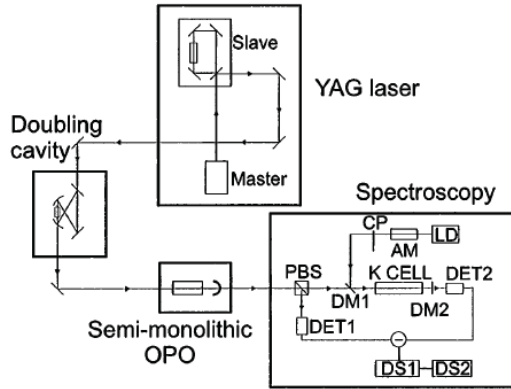 Slave
YAG laser
Doubling
cavity
Master
Spectroscopy
CP
AM
LD
PBS
K CELL
DET2
DM1
DM2
DET1
Semi-monolithic
OPO
DS1
DS2